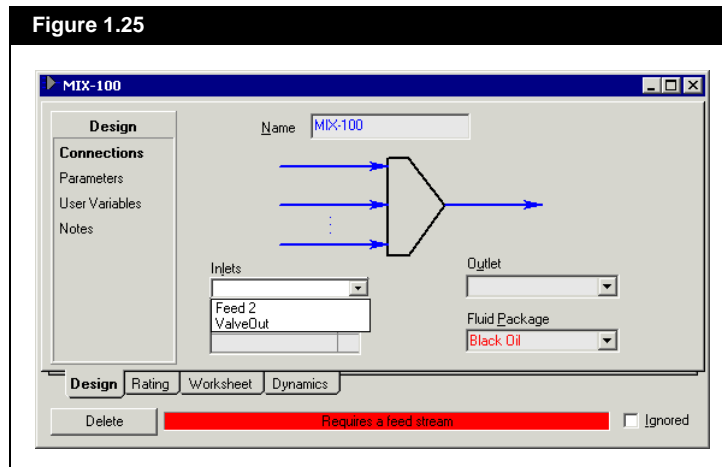 Figure 1.25
MIX-100
Design
Connections
Parameters
User Variables
Notes
Name MIX-100
Inlets
Feed 2
ValveOut
Outlet
Fluid Package
Black Oil
Design Rating Worksheet Dynamics
Delete Requires a feed stream Ignored